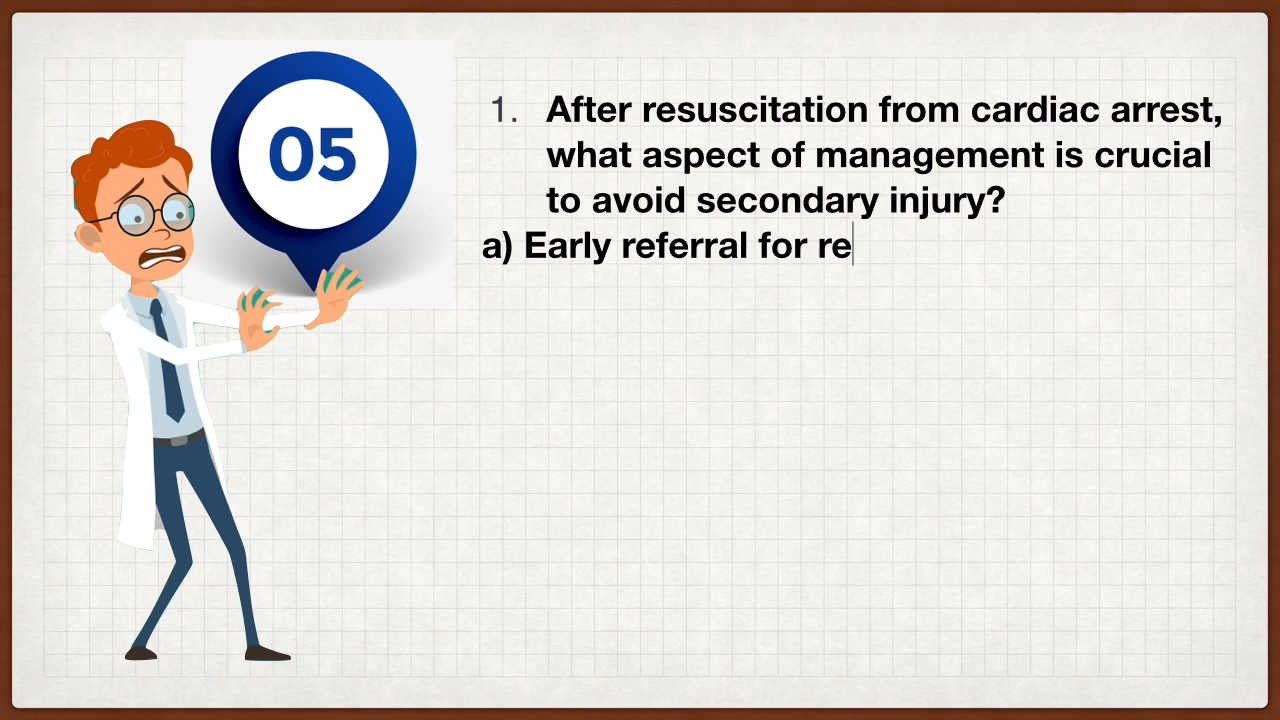 05
1. After resuscitation from cardiac arrest,
what aspect of management is crucial
to avoid secondary injury?
a) Early referral for re